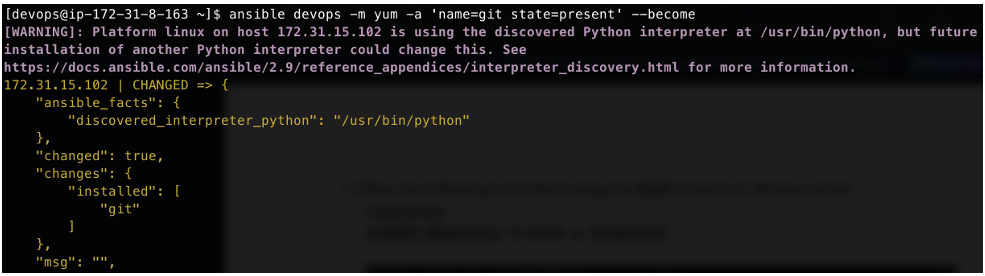 [devops@ip-172-31-8-163 ~]$ ansible devops -m yum -a 'name=git state=present' --become
[WARNING]: Platform linux on host 172.31.15.102 is using the discovered Python interpreter at /usr/bin/python, but future
installation of another Python interpreter could change this. See
https://docs.ansible.com/ansible/2.9/reference_appendices/interpreter_discovery.html for more information.
172.31.15.102 | CHANGED => {
    "ansible_facts": {
        "discovered_interpreter_python": "/usr/bin/python"
    },
    "changed": true,
    "changes": {
        "installed": [
            "git"
        ]
    },
    "msg": "",